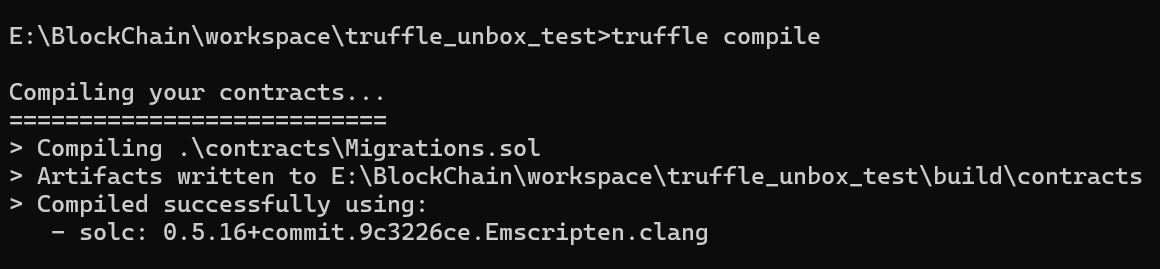 E:\BlockChain\workspace\truffle_unbox_test>truffle compile
Compiling your contracts...
===========================
> Compiling .\contracts\Migrations.sol
> Artifacts written to E:\BlockChain\workspace\truffle_unbox_test\build\contracts
> Compiled successfully using:
   - solc: 0.5.16+commit.9c3226ce.Emscripten.clang